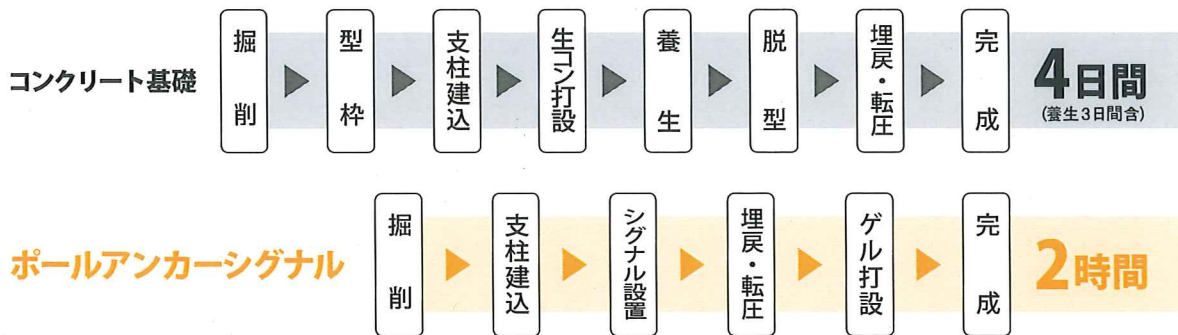 コンクリート基礎
掘削
型枠
支柱建込
生コン打設
養生
脱型
埋戻・転圧
完成
4日間
(養生3日間含)
ポールアンカーシグナル
掘削
支柱建込
シグナル設置
埋戻・転圧
ゲル打設
完成
2時間